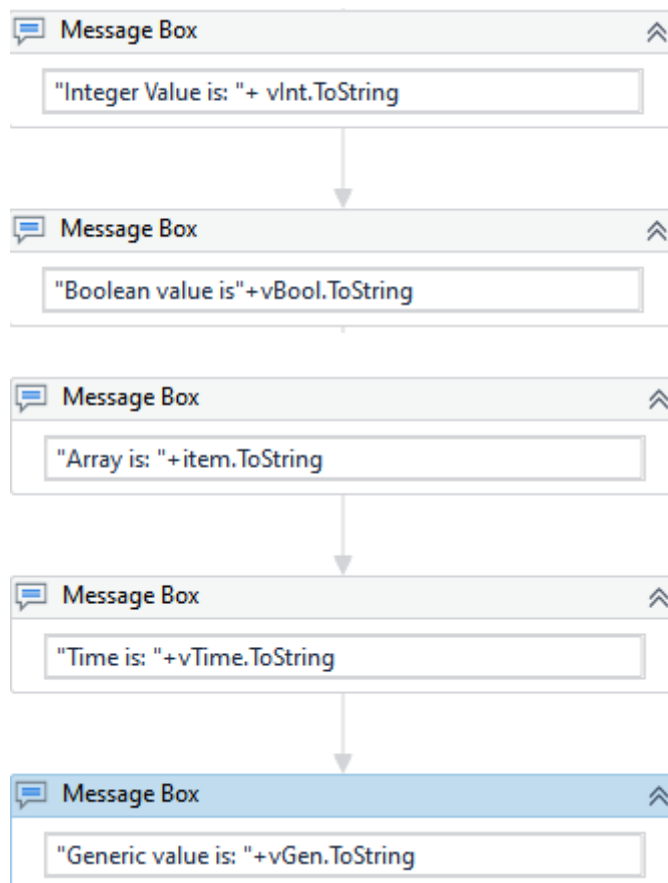 Message Box
"Integer Value is: "+ vInt.ToString
Message Box
"Boolean value is"+vBool.ToString
Message Box
"Array is: "+item.ToString
Message Box
"Time is: "+vTime.ToString
Message Box
"Generic value is: "+vGen.ToString